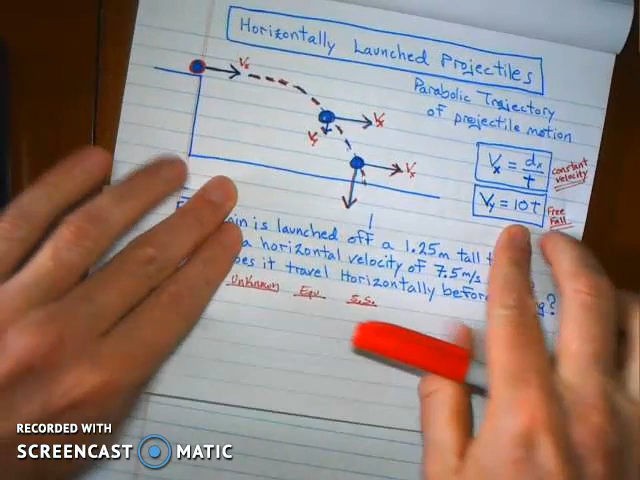 Horizontally Launched Projectiles
Vx
Parabolic Trajectory
of projectile motion
Vx
Vy
Vx
Vx = dx/t
constant
velocity
Vy = 10t
Free
Fall
is launched off a 1.25m tall
a horizontal velocity of 7.5m/s
it travel Horizontally
?
Unknown Equ. S.S.
RECORDED WITH
SCREENCAST MATIC